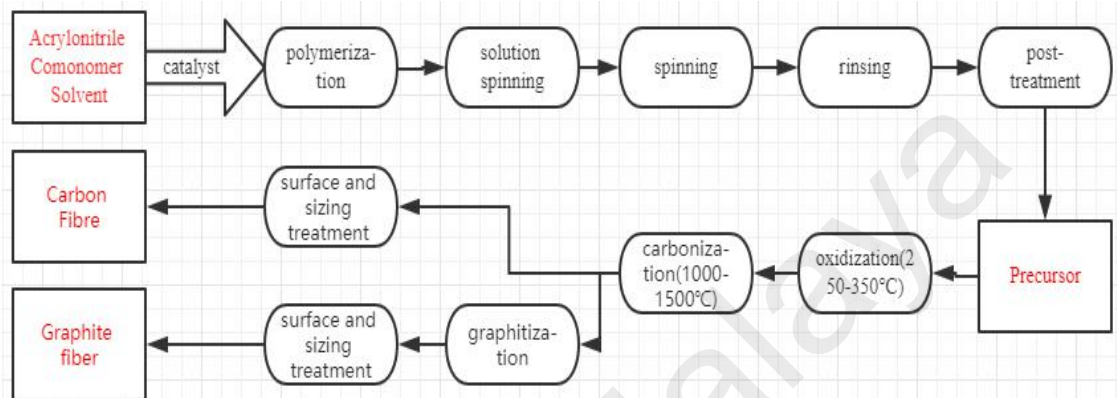 Acrylonitrile
Comonomer
Solvent
catalyst
polymeriza-
tion
solution
spinning
spinning
rinsing
post-
treatment
Carbon
Fibre
surface and
sizing
treatment
carboniza-
tion(1000-
1500℃)
oxidization(2
50-350℃)
Precursor
Graphite
fiber
surface and
sizing
treatment
graphitiza-
tion